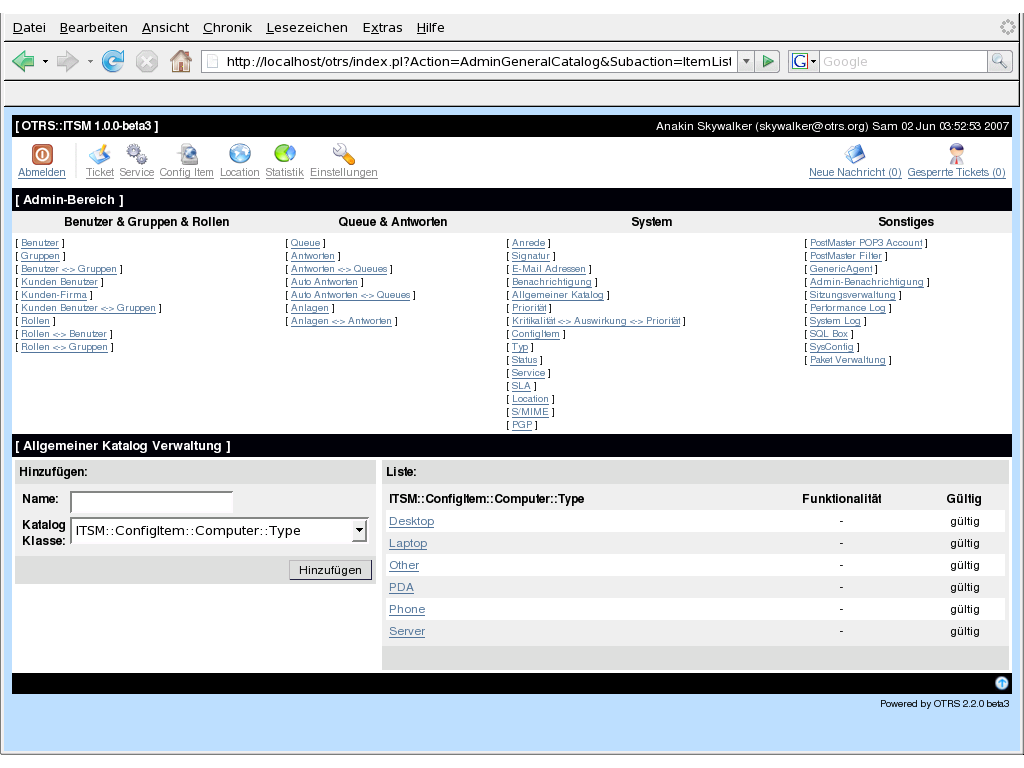 Datei Bearbeiten Ansicht Chronik Lesezeichen Extras Hilfe
http://localhost/otrs/index.pl?Action=AdminGeneralCatalog&Subaction=ItemList
G Google
[ OTRS::ITSM 1.0.0-beta3 ] Anakin Skywalker (skywalker@otrs.org) Sam 02 Jun 03:52:53 2007
Abmelden Ticket Service Config Item Location Statistik Einstellungen Neue Nachricht (0) Gesperrte Tickets (0)
[ Admin-Bereich ]
Benutzer & Gruppen & Rollen Queue & Antworten System Sonstiges
[ Benutzer ] [ Queue ] [ Anrede ] [ PostMaster POP3 Account ]
[ Gruppen ] [ Antworten ] [ Signatur ] [ PostMaster Filter ]
[ Benutzer <-> Gruppen ] [ Antworten <-> Queues ] [ E-Mail Adressen ] [ GenericAgent ]
[ Kunden Benutzer ] [ Auto Antworten ] [ Benachrichtigung ] [ Admin-Benachrichtigung ]
[ Kunden-Firma ] [ Auto Antworten <-> Queues ] [ Allgemeiner Katalog ] [ Sitzungsverwaltung ]
[ Kunden Benutzer <-> Gruppen ] [ Anlagen ] [ Priorität ] [ Performance Log ]
[ Rollen ] [ Anlagen <-> Antworten ] [ Kritikalität <-> Auswirkung <-> Priorität ] [ System Log ]
[ Rollen <-> Benutzer ] [ ConfigItem ] [ SQL Box ]
[ Rollen <-> Gruppen ] [ Typ ] [ SysConfig ]
[ Status ] [ Paket Verwaltung ]
[ Service ]
[ SLA ]
[ Location ]
[ S/MIME ]
[ PGP ]
[ Allgemeiner Katalog Verwaltung ]
Hinzufügen: Liste:
Name: ITSM::ConfigItem::Computer::Type Funktionalität Gültig
Katalog Klasse: ITSM::ConfigItem::Computer::Type
Hinzufügen
Desktop - gültig
Laptop - gültig
Other - gültig
PDA - gültig
Phone - gültig
Server - gültig
Powered by OTRS 2.2.0 beta3